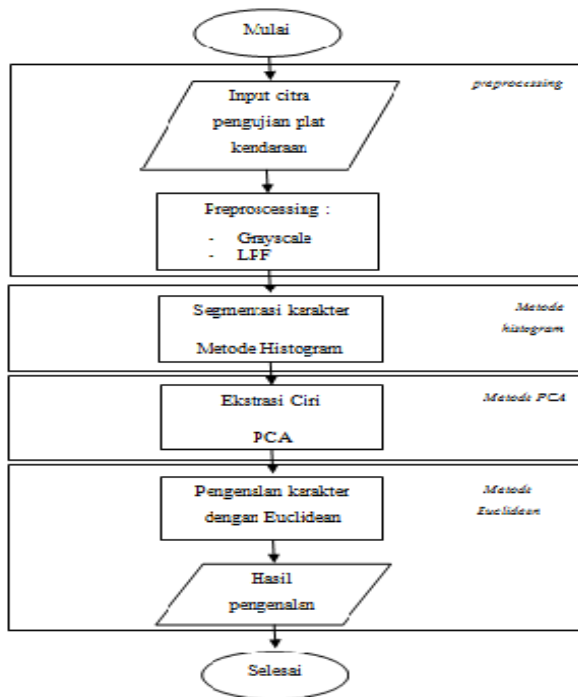 Mulai
preprocessing
Input citra
pengujian plat
kendaraan
Preproscessing :
- Grayscale
- LPF
Segmentasi karakter
Metode Histogram
Metode
histogram
Ekstrasi Ciri
PCA
Metode PCA
Pengenalan karakter
dengan Euclidean
Metode
Euclidean
Hasil
pengenalan
Selesai